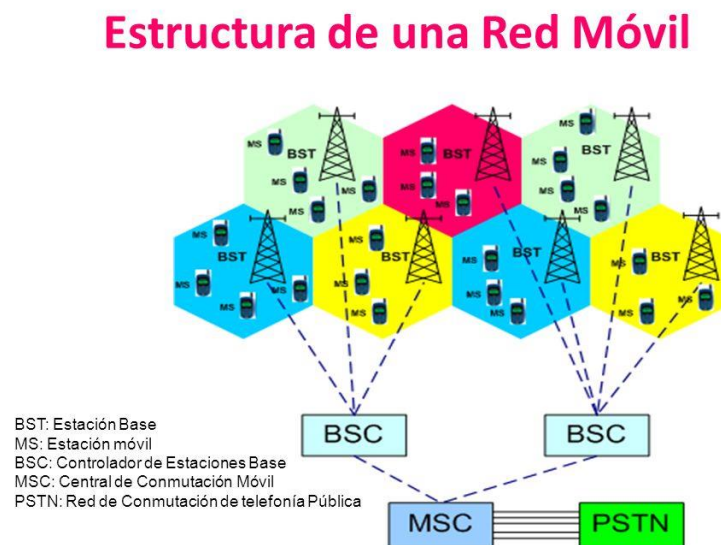 Estructura de una Red Móvil
MS BST MS MS MS
MS MS BST MS
MS BST MS MS MS
MS BST MS MS MS
MS BST MS MS
MS BST MS MS
MS BST MS MS
BSC BSC
BST: Estación Base
MS: Estación móvil
BSC: Controlador de Estaciones Base
MSC: Central de Conmutación Móvil
PSTN: Red de Conmutación de telefonía Pública
MSC PSTN